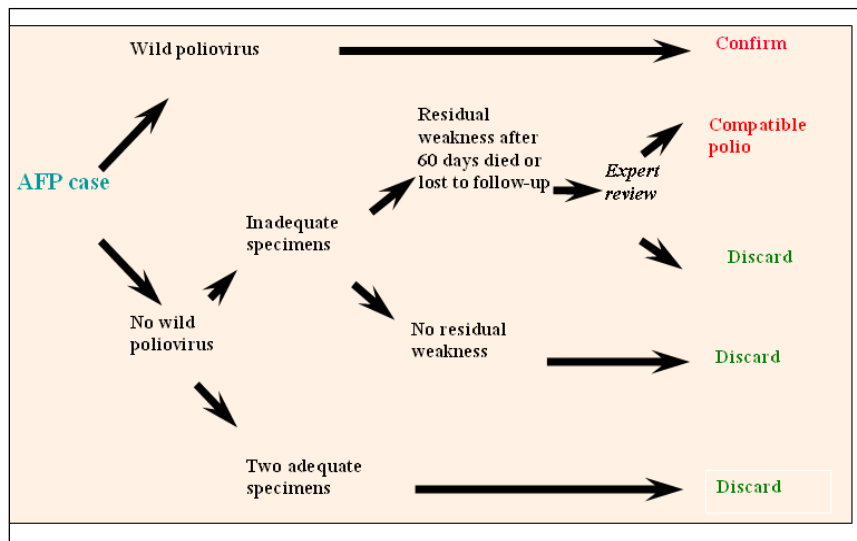 Wild poliovirus
Confirm
Residual
weakness after
60 days died or
lost to follow-up
Compatible
polio
Expert
review
AFP case
Inadequate
specimens
Discard
No wild
poliovirus
No residual
weakness
Discard
Two adequate
specimens
Discard